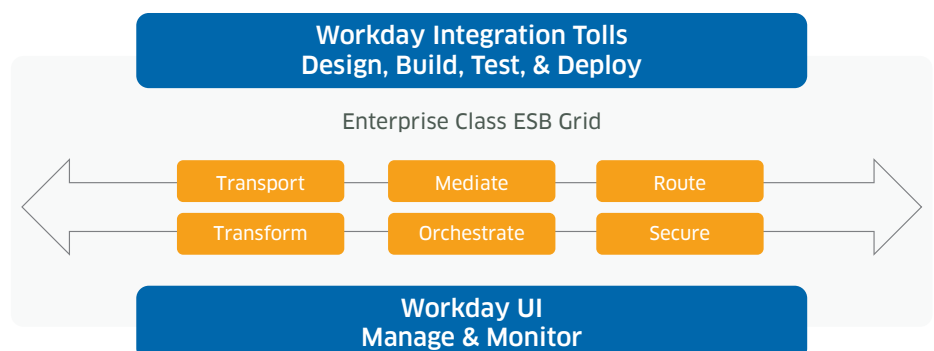 Workday Integration Tolls
Design, Build, Test, & Deploy
Enterprise Class ESB Grid
Transport Mediate Route
Transform Orchestrate Secure
Workday UI
Manage & Monitor